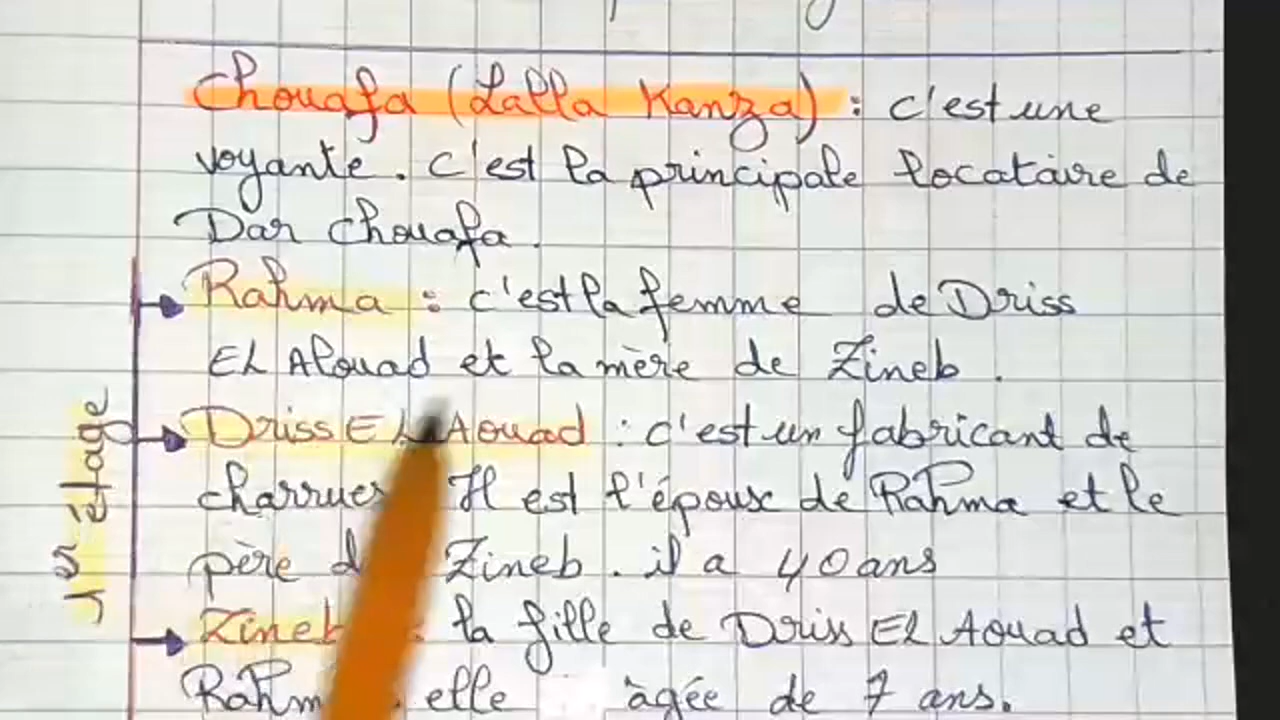 Chouafa (Lalla Kanza) : c'est une
voyante. c'est la principale locataire de
Dar Chouafa.
Rahma : c'est la femme de Driss
EL Alouad et la mère de Zineb.
Driss EL Aouad : c'est un fabricant de
charrues Il est l'époux de Rahma et le
père d Zineb. il a 40 ans
Zineb : la fille de Driss El Aouad et
Rahm elle âgée de 7 ans.
1er étage